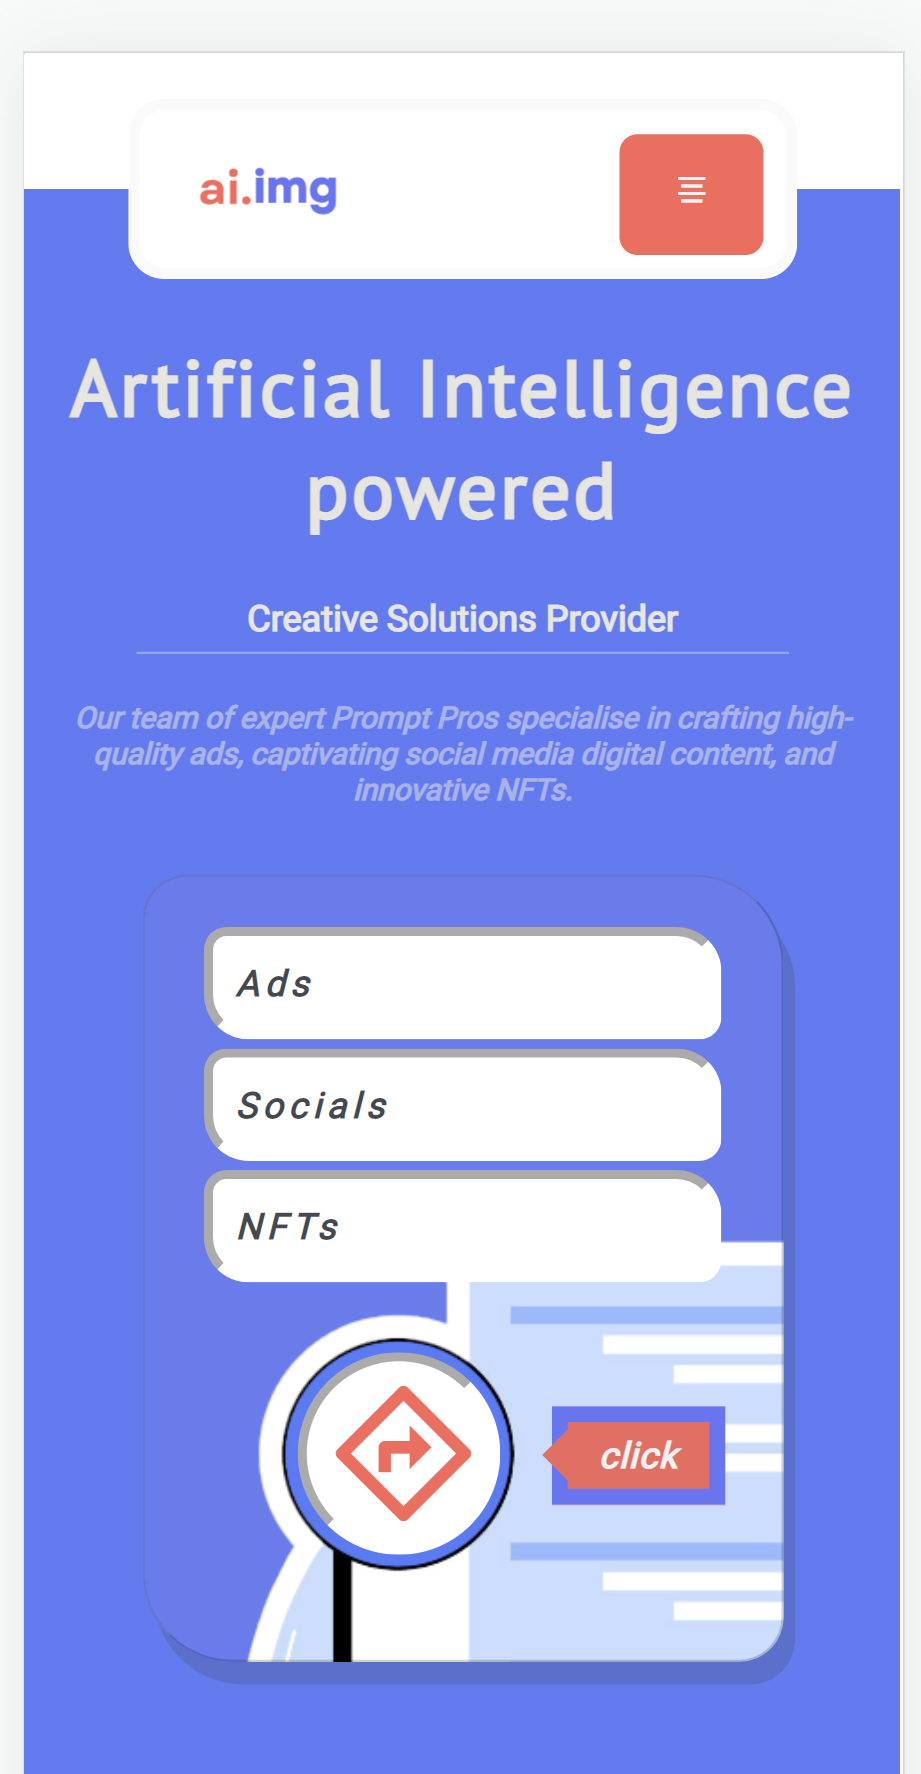 ai.img
Artificial Intelligence
powered
Creative Solutions Provider
Our team of expert Prompt Pros specialise in crafting high-
quality ads, captivating social media digital content, and
innovative NFTs.
Ads
Socials
NFTs
click